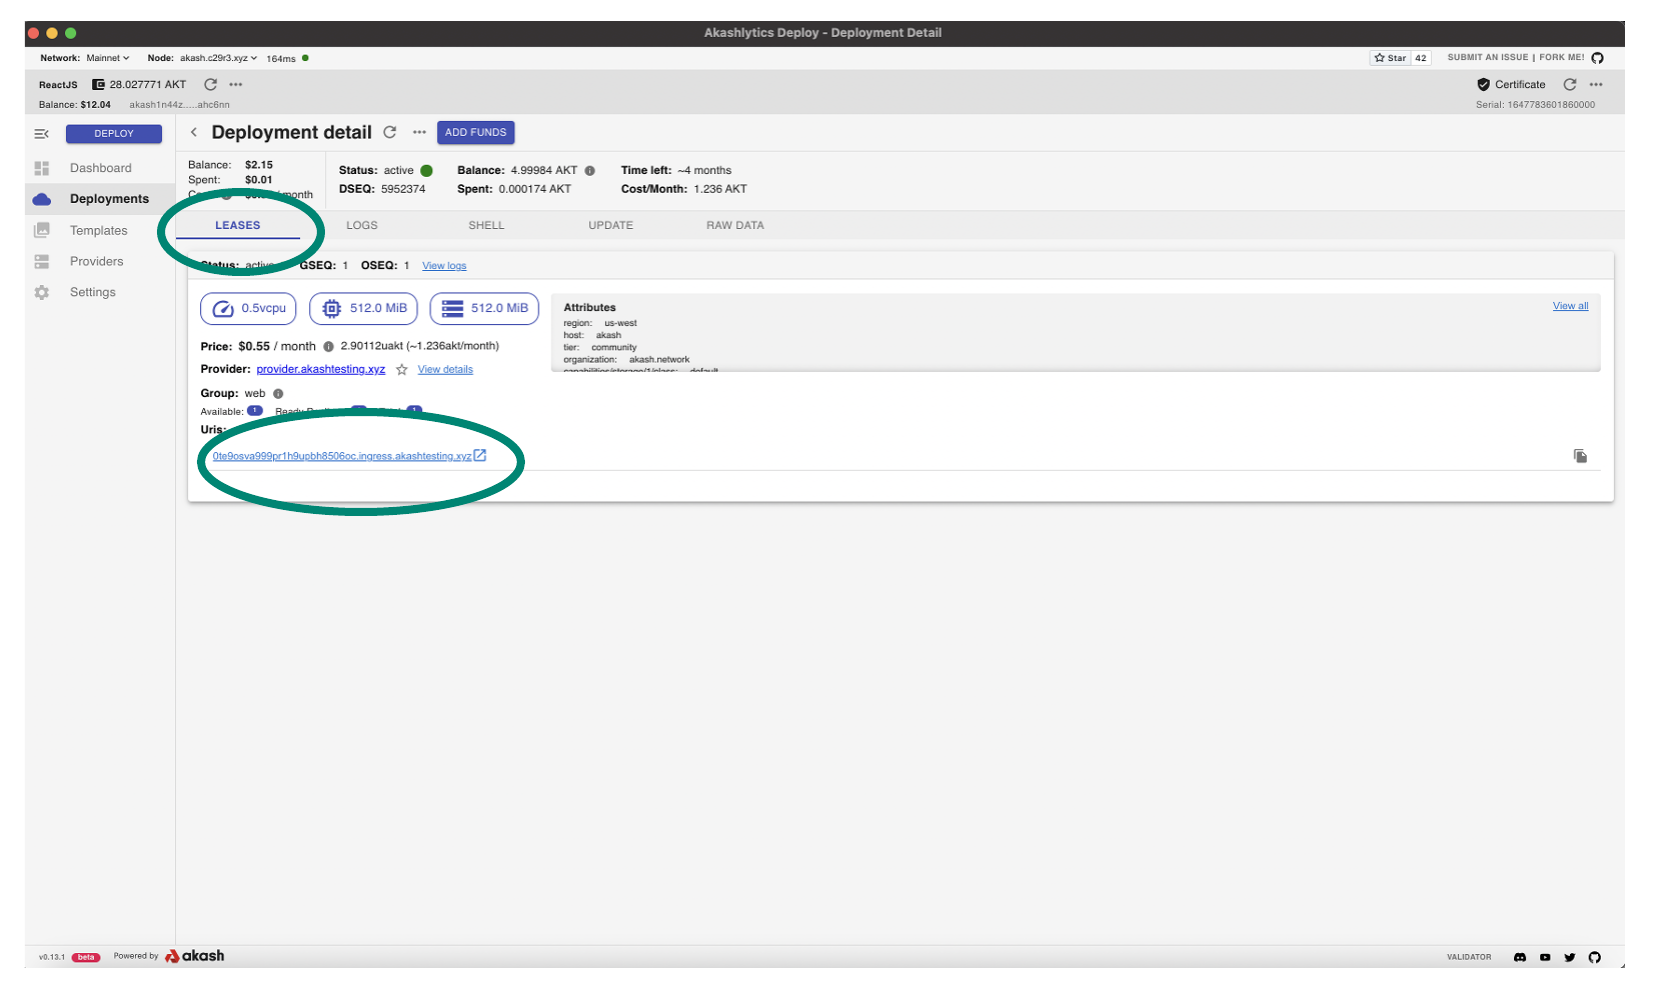 Akashlytics Deploy - Deployment Detail
Network: Mainnet Node: akash.c29r3.xyz 164ms
Star 42 SUBMIT AN ISSUE | FORK ME!
ReactJS 28.027771 AKT
Certificate
Balance: $12.04 akash1n44z.....ahc6nn
Serial: 1647783601860000
DEPLOY
Dashboard
Deployments
Templates
Providers
Settings
Deployment detail ADD FUNDS
Balance: $2.15
Spent: $0.01
/month
Status: active Balance: 4.99984 AKT Time left: ~4 months
DSEQ: 5952374 Spent: 0.000174 AKT Cost/Month: 1.236 AKT
LEASES LOGS SHELL UPDATE RAW DATA
Status: active GSEQ: 1 OSEQ: 1 View logs
0.5vcpu 512.0 MiB 512.0 MiB
Price: $0.55 / month 2.90112uakt (~1.236akt/month)
Provider: provider.akashtesting.xyz View details
Group: web
Available: 1
Uris:
0te9osva999pr1h9upbh8506oc.ingress.akashtesting.xyz
Attributes
View all
region: us-west
host: akash
tier: community
organization: akash.network
capabilities/storage/1/class: default
v0.13.1 beta Powered by akash
VALIDATOR